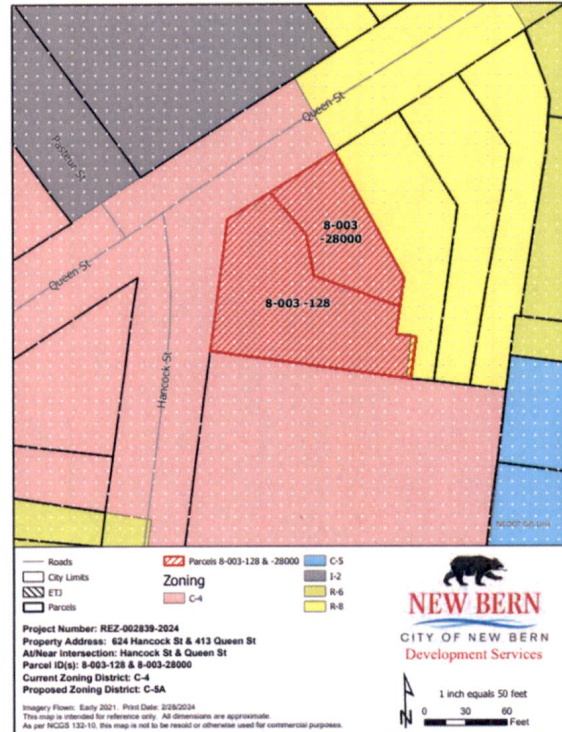 Queen St
Pasteur St
8-003
-28000
8-003 -128
Queen St
Hancock St
Roads
City Limits
ETJ
Parcels
Parcels 8-003-128 & -28000
Zoning
C-4
C-5
I-2
R-6
R-8
Project Number: REZ-002839-2024
Property Address: 624 Hancock St & 413 Queen St
At/Near Intersection: Hancock St & Queen St
Parcel ID(s): 8-003-128 & 8-003-28000
Current Zoning District: C-4
Proposed Zoning District: C-5A
Imagery Flown: Early 2021. Print Date: 2/28/2024
This map is intended for reference only. All dimensions are approximate.
As per NCGS 132-10, this map is not to be resold or otherwise used for commercial purposes.
NEW BERN
CITY OF NEW BERN
Development Services
N
1 inch equals 50 feet
0 30 60
Feet